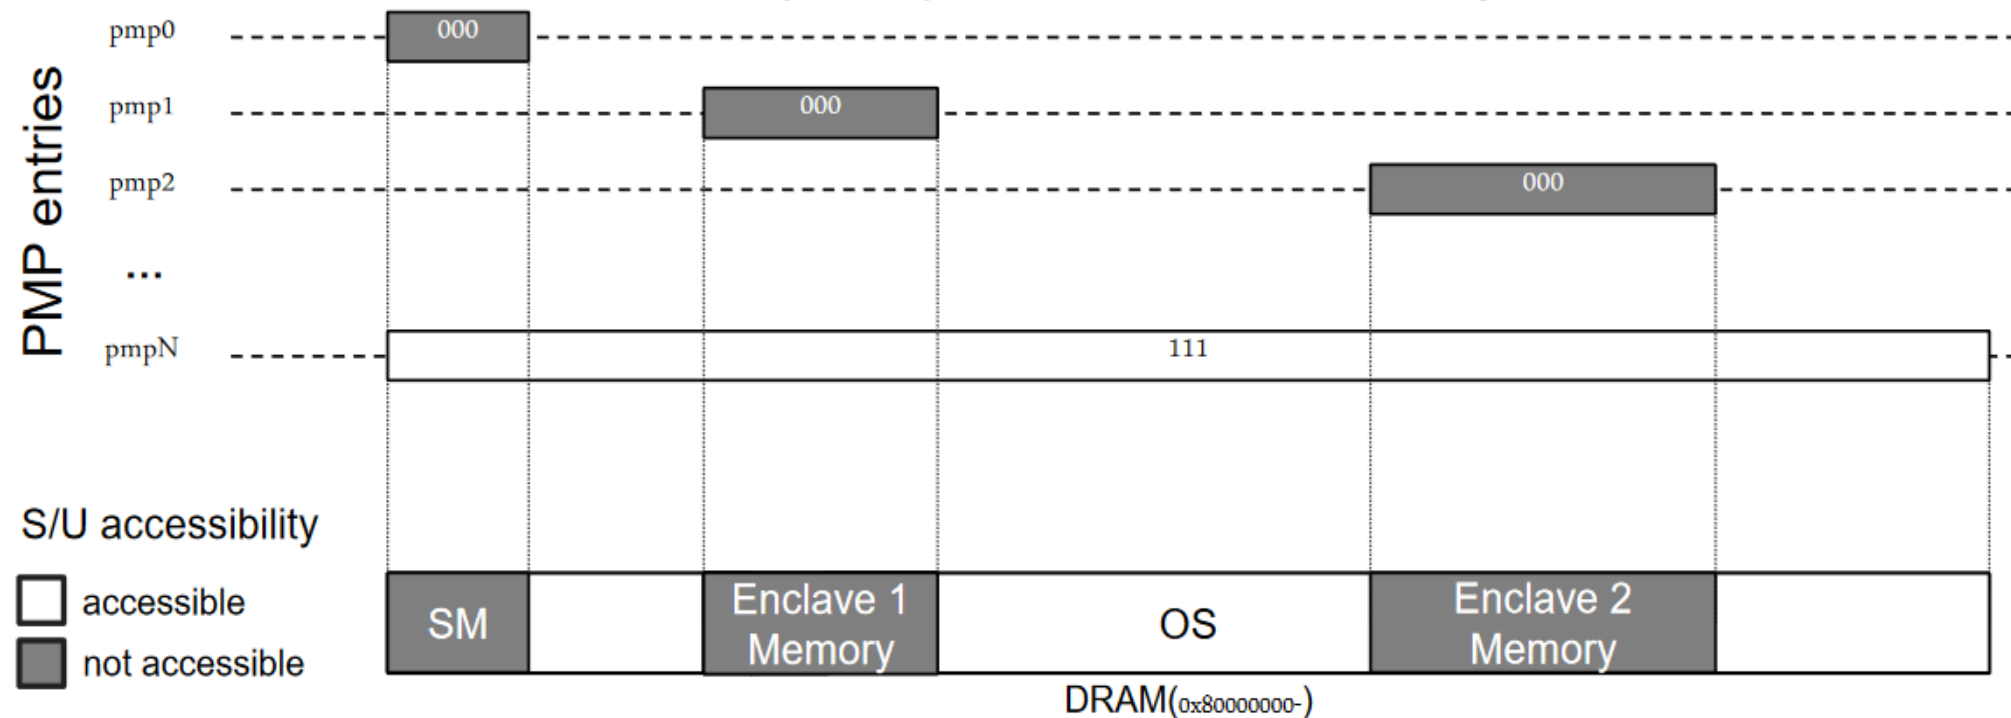 PMP entries
pmp0
000
pmp1
000
pmp2
000
...
pmpN
111
S/U accessibility
accessible
not accessible
SM
Enclave 1
Memory
OS
Enclave 2
Memory
DRAM(0x80000000-)